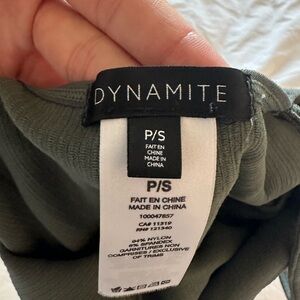 DYNAMITE
P/S
FAIT EN
CHINE
MADE IN
CHINA
P/S
FAIT EN CHINE
MADE IN CHINA
100047857
CA# 11319
RN# 121340
94% NYLON
6% SPANDEX
GARNITURES NON
COMPRISES / EXCLUSIVE
OF TRIMS